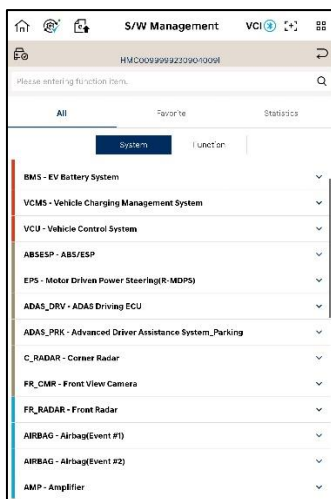 S/W Management
VCI
HMC0099999230904009I
Please entering function item.
All Favorite Statistics
System Function
BMS - EV Battery System
VCMS - Vehicle Charging Management System
VCU - Vehicle Control System
ABSESP - ABS/ESP
EPS - Motor Driven Power Steering(R-MDPS)
ADAS_DRV - ADAS Driving ECU
ADAS_PRK - Advanced Driver Assistance System_Parking
C_RADAR - Corner Radar
FR_CMR - Front View Camera
FR_RADAR - Front Radar
AIRBAG - Airbag(Event #1)
AIRBAG - Airbag(Event #2)
AMP - Amplifier